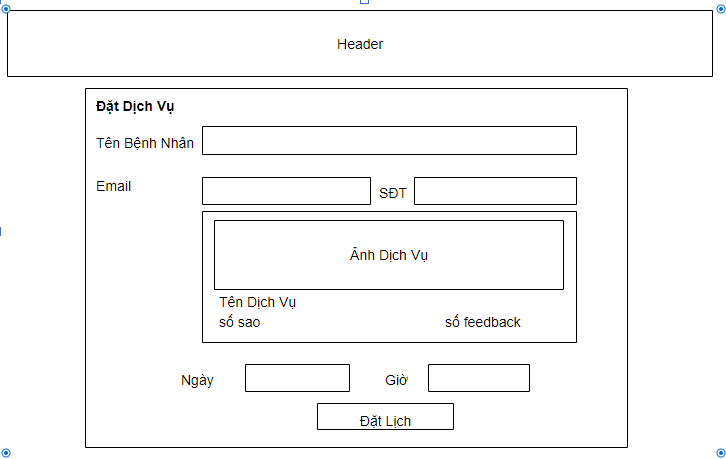 Header
Đặt Dịch Vụ
Tên Bệnh Nhân
Email
SĐT
Ảnh Dịch Vụ
Tên Dịch Vụ
số sao
số feedback
Ngày
Giờ
Đặt Lịch